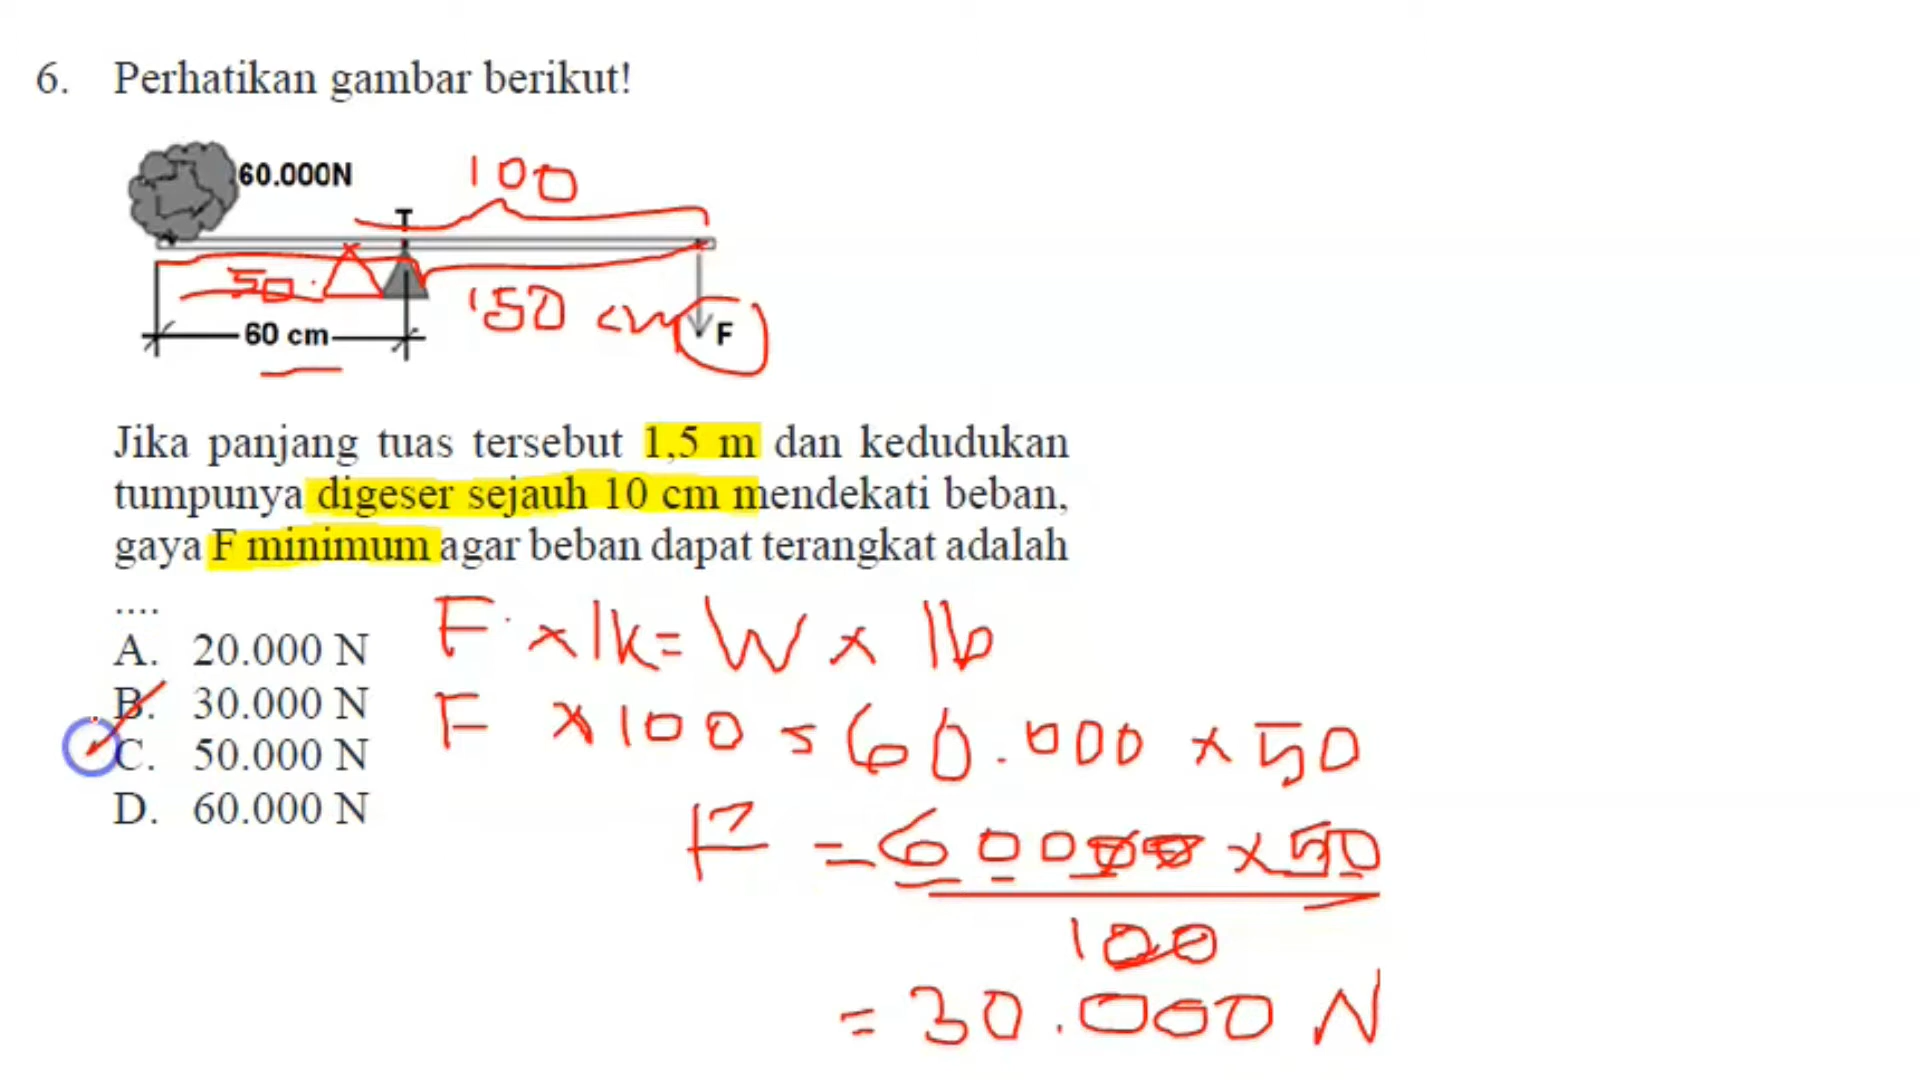 6. Perhatikan gambar berikut!
60.000N
100
T
50
150 cm
60 cm
F
Jika panjang tuas tersebut 1,5 m dan kedudukan
tumpunya digeser sejauh 10 cm mendekati beban,
gaya F minimum agar beban dapat terangkat adalah
....
A. 20.000 N
B. 30.000 N
C. 50.000 N
D. 60.000 N
F x lk = W x lb
F x 100 = 60.000 x 50
F = 60000 x 50
100
= 30.000 N